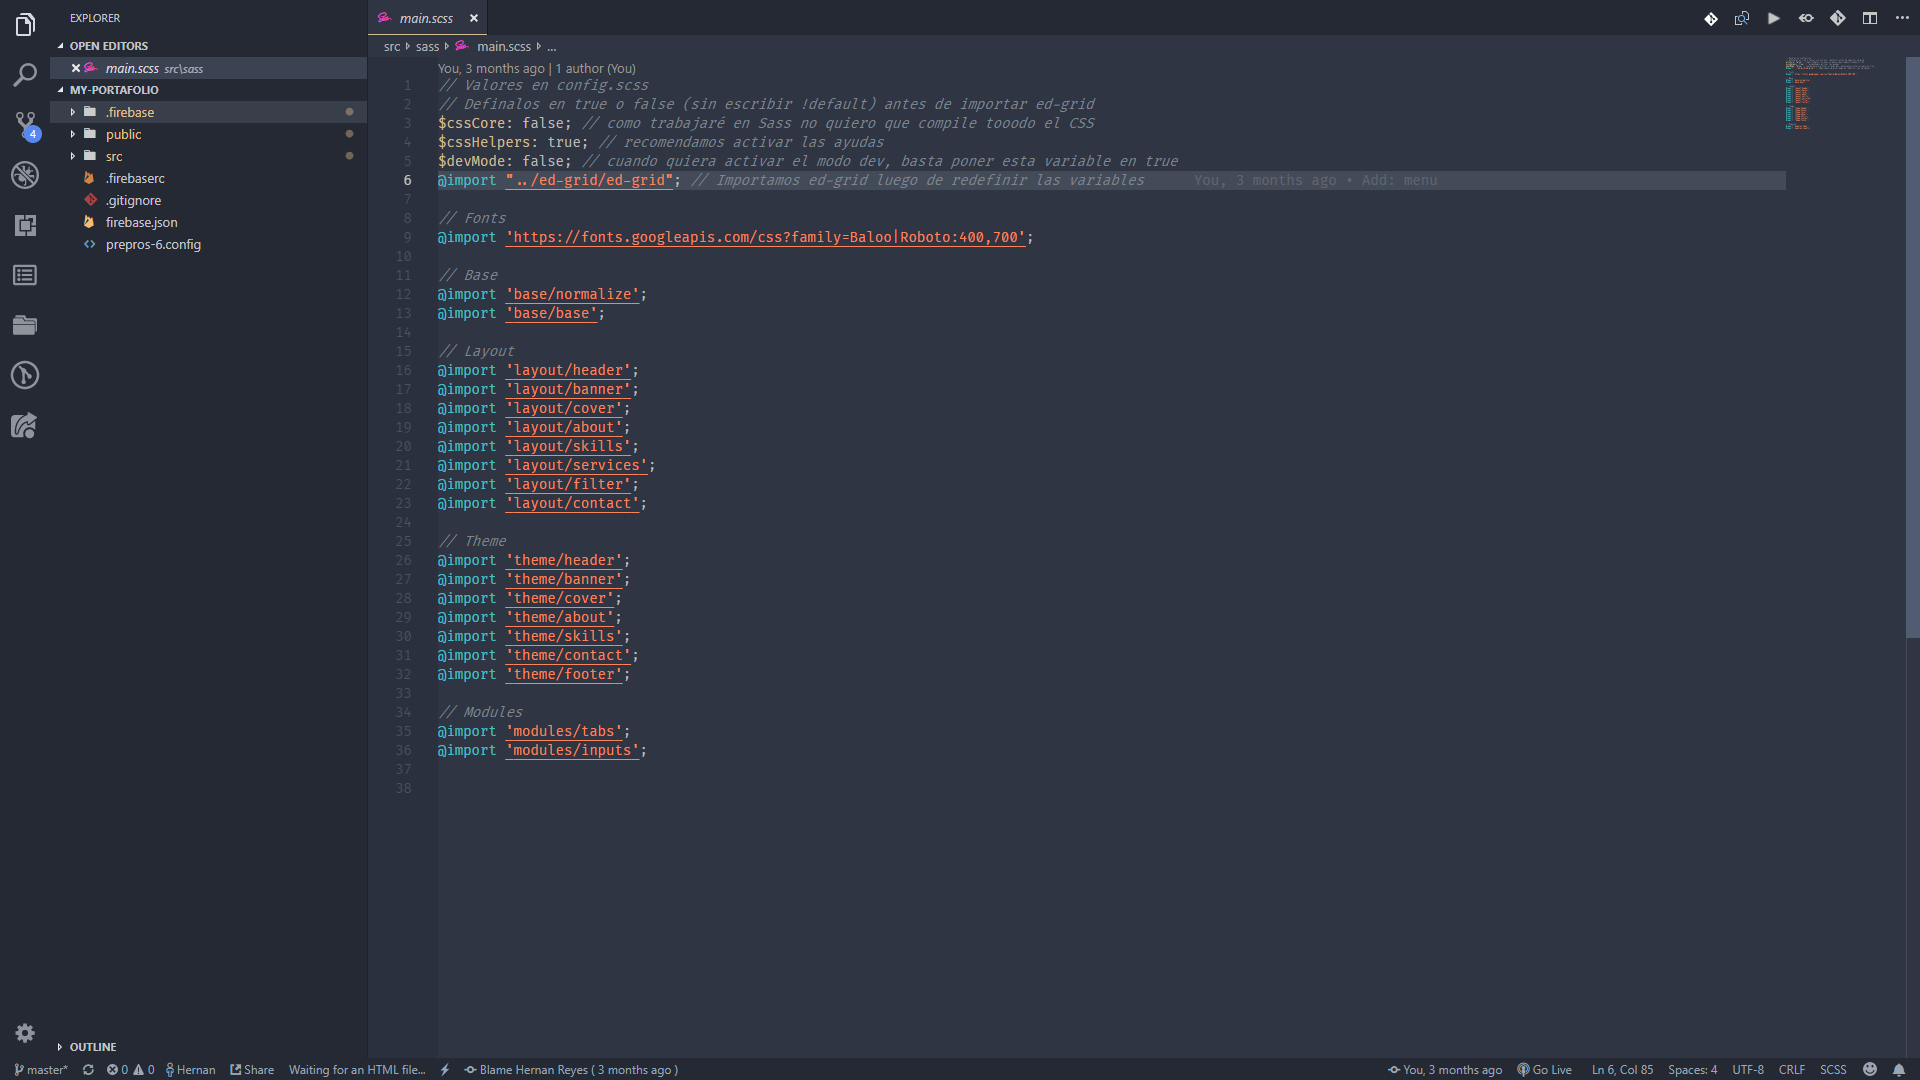 EXPLORER
OPEN EDITORS
main.scss src\sass
MY-PORTAFOLIO
.firebase
public
src
.firebaserc
.gitignore
firebase.json
prepros-6.config
4
OUTLINE
main.scss
src sass main.scss ...
You, 3 months ago | 1 author (You)
1 // Valores en config.scss
2 // Definalos en true o false (sin escribir !default) antes de importar ed-grid
3 $cssCore: false; // como trabajaré en Sass no quiero que compile tooodo el CSS
4 $cssHelpers: true; // recomendamos activar las ayudas
5 $devMode: false; // cuando quiera activar el modo dev, basta poner esta variable en true
6 @import "../ed-grid/ed-grid"; // Importamos ed-grid luego de redefinir las variables You, 3 months ago • Add: menu
7
8 // Fonts
9 @import 'https://fonts.googleapis.com/css?family=Baloo|Roboto:400,700';
10
11 // Base
12 @import 'base/normalize';
13 @import 'base/base';
14
15 // Layout
16 @import 'layout/header';
17 @import 'layout/banner';
18 @import 'layout/cover';
19 @import 'layout/about';
20 @import 'layout/skills';
21 @import 'layout/services';
22 @import 'layout/filter';
23 @import 'layout/contact';
24
25 // Theme
26 @import 'theme/header';
27 @import 'theme/banner';
28 @import 'theme/cover';
29 @import 'theme/about';
30 @import 'theme/skills';
31 @import 'theme/contact';
32 @import 'theme/footer';
33
34 // Modules
35 @import 'modules/tabs';
36 @import 'modules/inputs';
37
38
master* 0 0 Hernan Share Waiting for an HTML file... Blame Hernan Reyes ( 3 months ago ) You, 3 months ago Go Live Ln 6, Col 85 Spaces: 4 UTF-8 CRLF SCSS